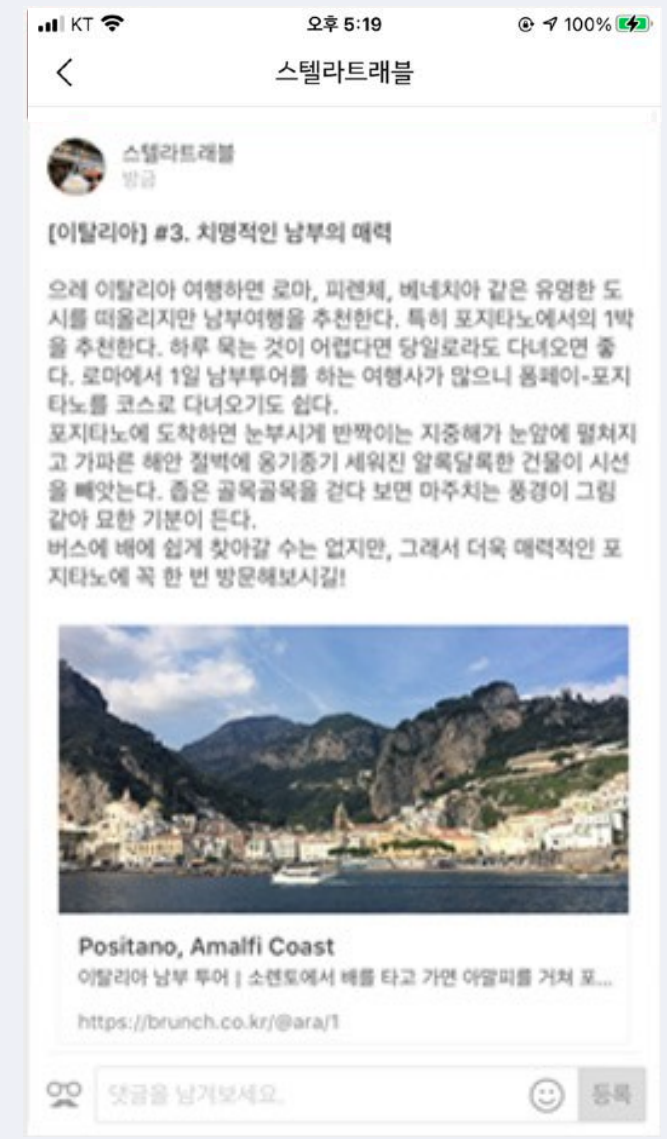 KT 오후 5:19 100%
스텔라트래블
스텔라트래블
방금
[이탈리아] #3. 치명적인 남부의 매력
으레 이탈리아 여행하면 로마, 피렌체, 베네치아 같은 유명한 도
시를 떠올리지만 남부여행을 추천한다. 특히 포지타노에서의 1박
을 추천한다. 하루 묵는 것이 어렵다면 당일로라도 다녀오면 좋
다. 로마에서 1일 남부투어를 하는 여행사가 많으니 폼페이-포지
타노를 코스로 다녀오기도 쉽다.
포지타노에 도착하면 눈부시게 반짝이는 지중해가 눈앞에 펼쳐지
고 가파른 해안 절벽에 옹기종기 세워진 알록달록한 건물이 시선
을 빼앗는다. 좁은 골목골목을 걷다 보면 마주치는 풍경이 그림
같아 묘한 기분이 든다.
버스에 배에 쉽게 찾아갈 수는 없지만, 그래서 더욱 매력적인 포
지타노에 꼭 한 번 방문해보시길!
Positano, Amalfi Coast
이탈리아 남부 투어 | 소렌토에서 배를 타고 가면 아말피를 거쳐 포...
https://brunch.co.kr/@ara/1
댓글을 남겨보세요.
등록